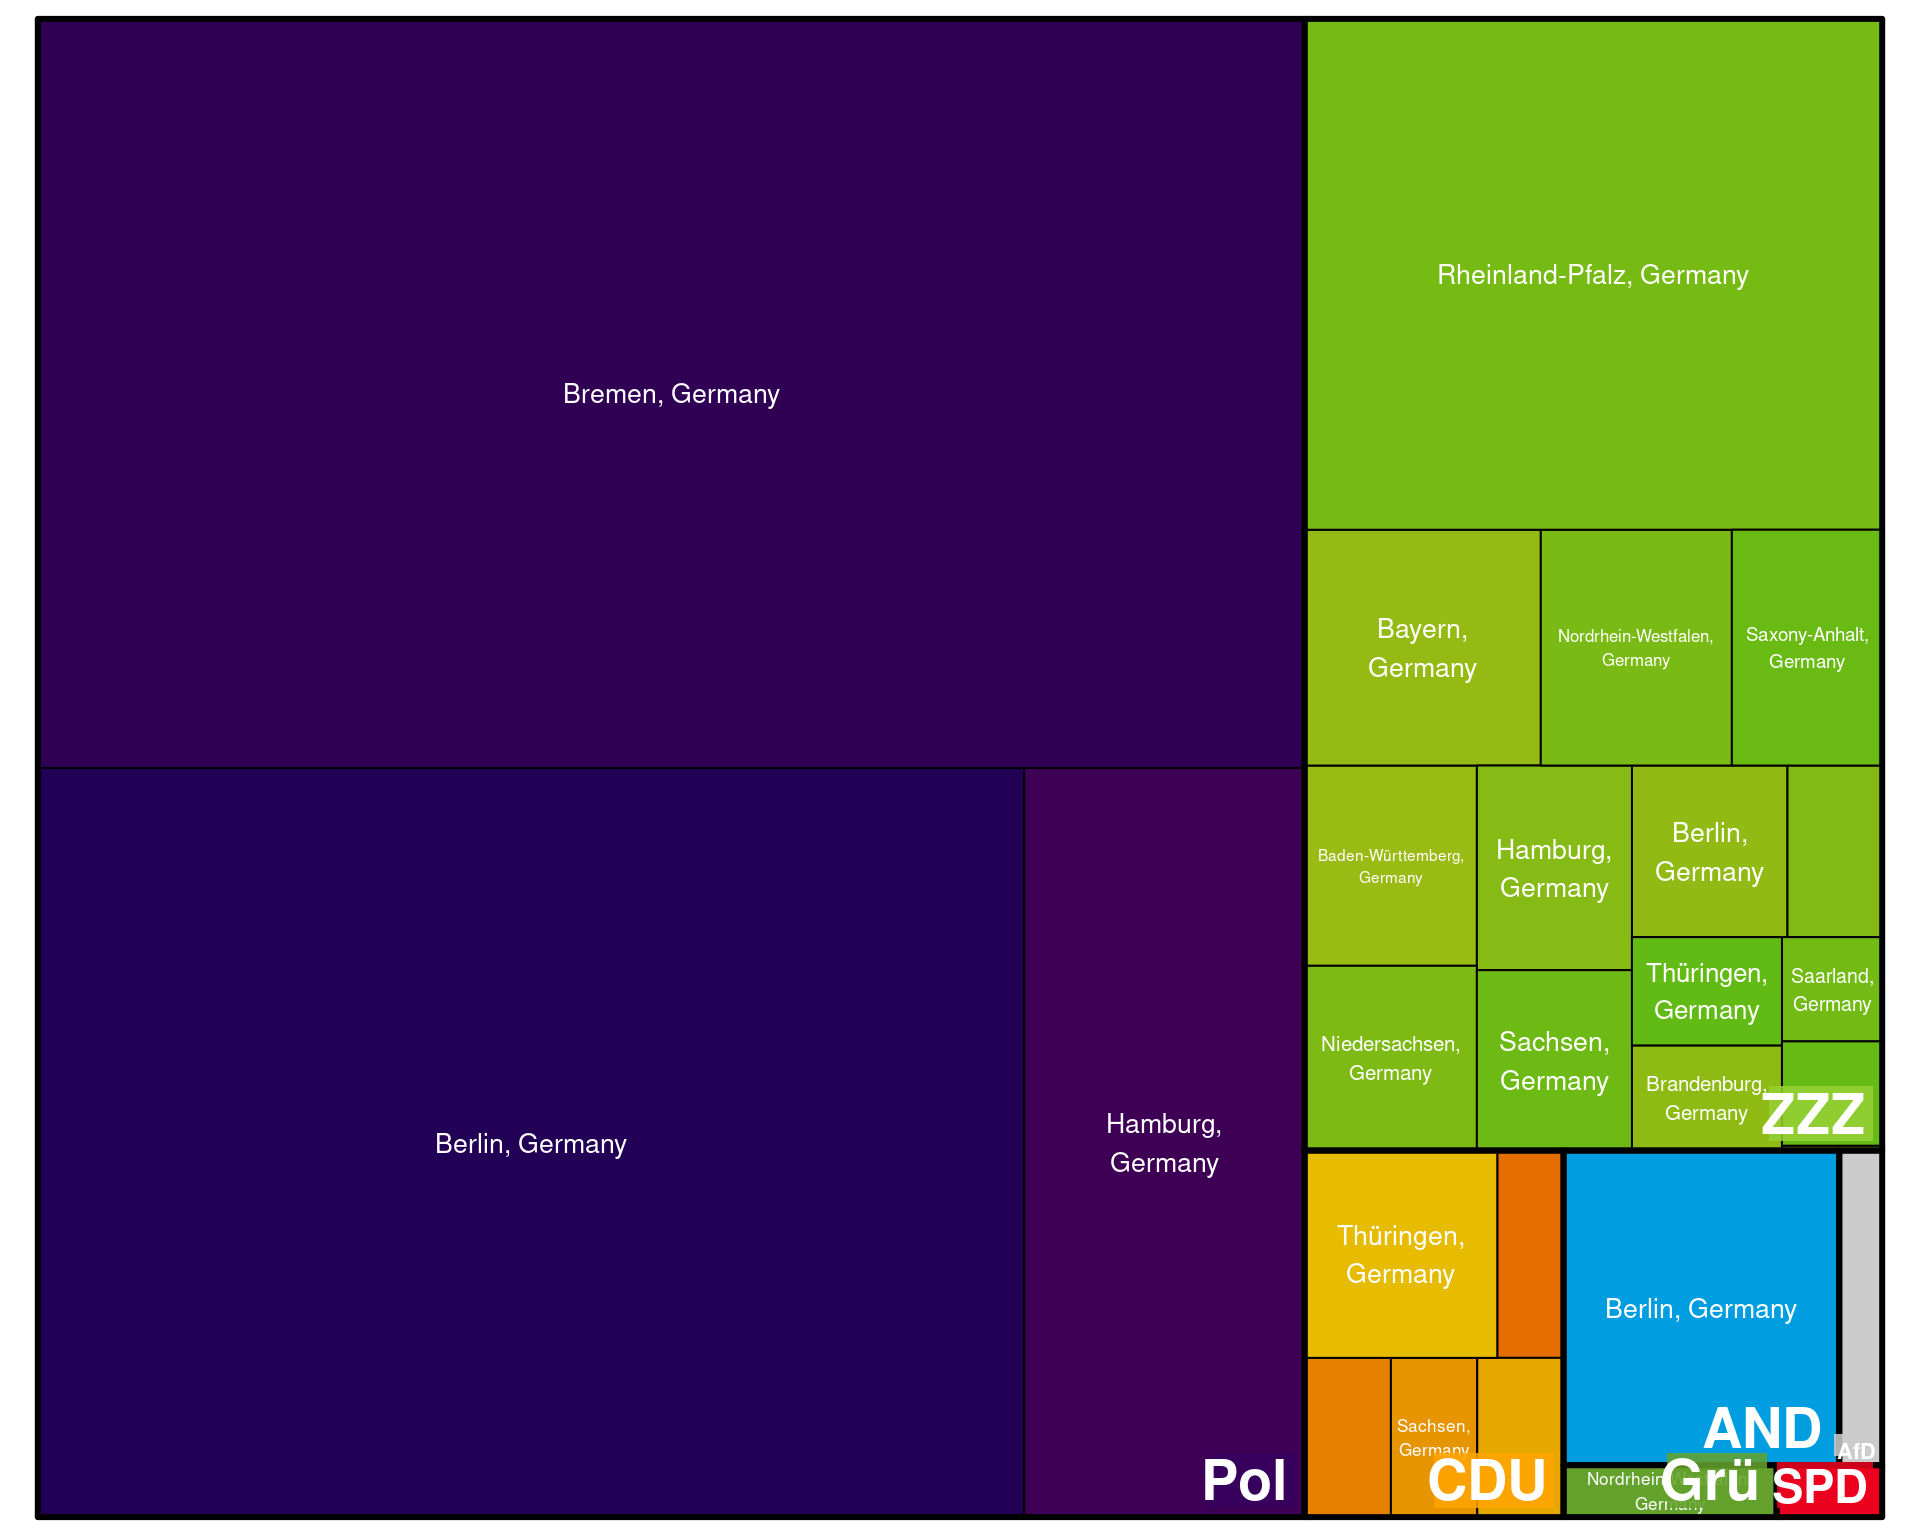 Bremen, Germany
Berlin, Germany
Hamburg,
Germany
Pol
Rheinland-Pfalz, Germany
Bayern,
Germany
Nordrhein-Westfalen,
Germany
Saxony-Anhalt,
Germany
Baden-Württemberg,
Germany
Hamburg,
Germany
Berlin,
Germany
Niedersachsen,
Germany
Sachsen,
Germany
Thüringen,
Germany
Saarland,
Germany
Brandenburg,
Germany
ZZZ
Thüringen,
Germany
Sachsen,
Germany
CDU
Berlin, Germany
AND
AfD
Germany
Grü
SPD